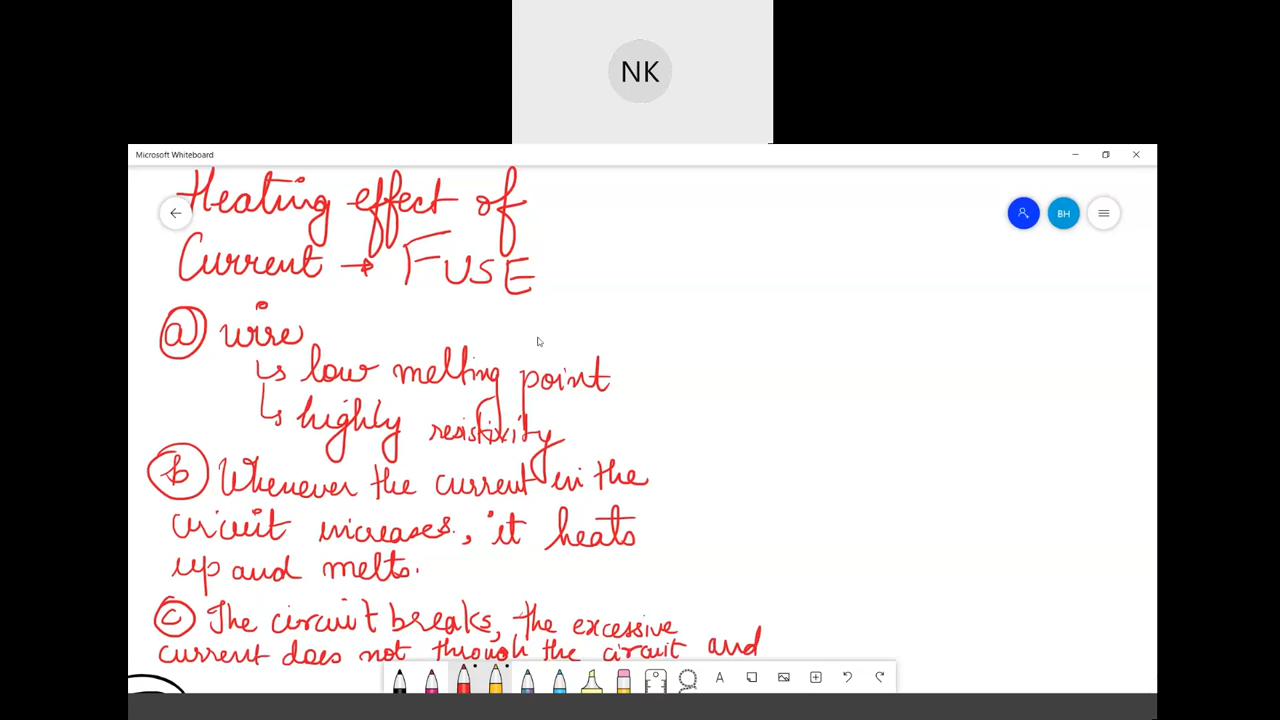 NK
Microsoft Whiteboard
Heating effect of
BH
Current → FUSE
a wire
↳ low melting point
↳ highly resistivity
b Whenever the current in the
circuit increases, it heats
up and melts.
c The circuit breaks, the excessive
current does not through the circuit and
A